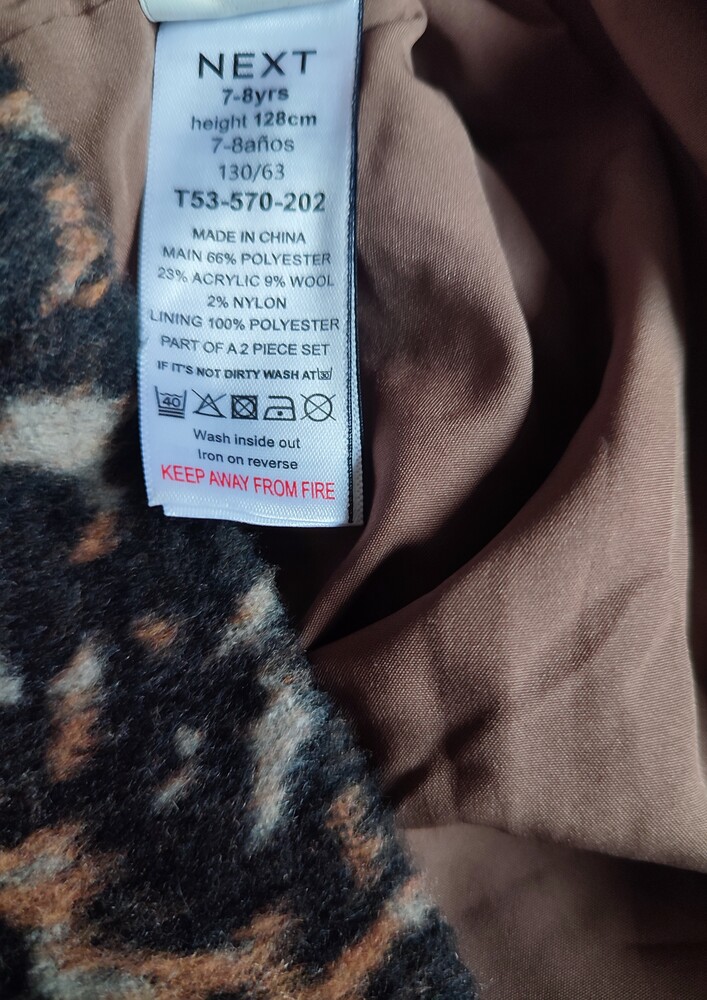 NEXT
7-8yrs
height 128cm
7-8años
130/63
T53-570-202
MADE IN CHINA
MAIN 66% POLYESTER
23% ACRYLIC 9% WOOL
2% NYLON
LINING 100% POLYESTER
PART OF A 2 PIECE SET
IF IT'S NOT DIRTY WASH AT
40
Wash inside out
Iron on reverse
KEEP AWAY FROM FIRE